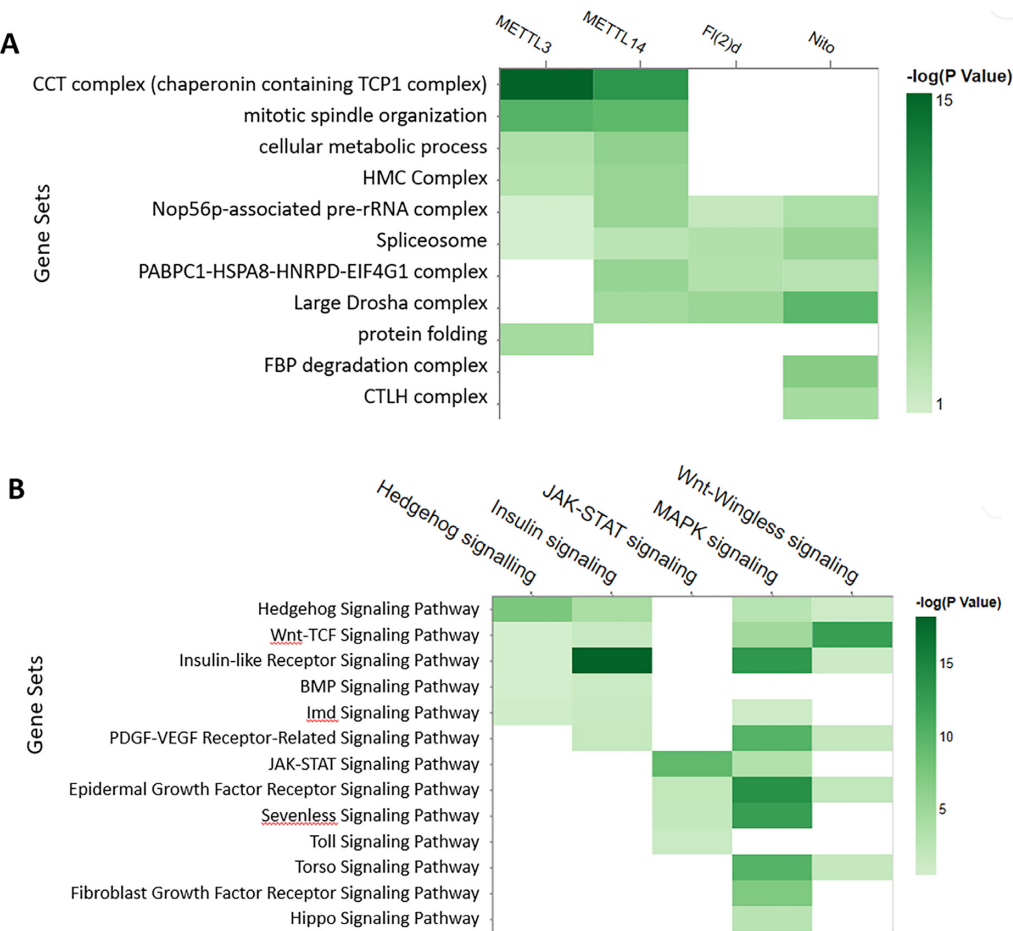 A
METTL3
METTL14
Fl(2)d
Nito
Gene Sets
CCT complex (chaperonin containing TCP1 complex)
mitotic spindle organization
cellular metabolic process
HMC Complex
Nop56p-associated pre-rRNA complex
Spliceosome
PABPC1-HSPA8-HNRPD-EIF4G1 complex
Large Drosha complex
protein folding
FBP degradation complex
CTLH complex
-log(P Value)
15
1
B
Hedgehog signalling
Insulin signaling
JAK-STAT signaling
MAPK signaling
Wnt-Wingless signaling
Gene Sets
Hedgehog Signaling Pathway
Wnt-TCF Signaling Pathway
Insulin-like Receptor Signaling Pathway
BMP Signaling Pathway
Imd Signaling Pathway
PDGF-VEGF Receptor-Related Signaling Pathway
JAK-STAT Signaling Pathway
Epidermal Growth Factor Receptor Signaling Pathway
Sevenless Signaling Pathway
Toll Signaling Pathway
Torso Signaling Pathway
Fibroblast Growth Factor Receptor Signaling Pathway
Hippo Signaling Pathway
-log(P Value)
15
10
5